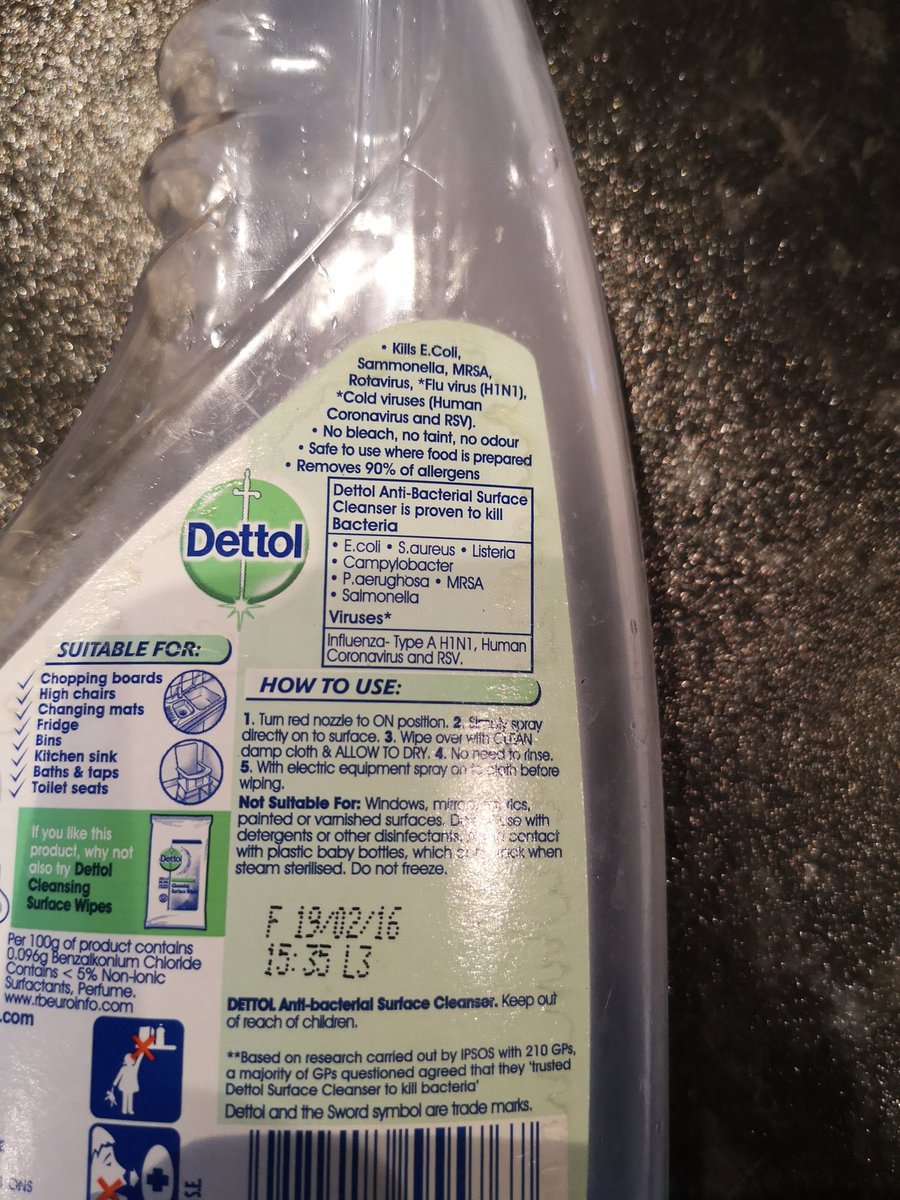 • Kills E.Coli,
Sammonella, MRSA,
Rotavirus, *Flu virus (H1N1),
*Cold viruses (Human
Coronavirus and RSV).
• No bleach, no taint, no odour
• Safe to use where food is prepared
• Removes 90% of allergens
Dettol
Dettol Anti-Bacterial Surface
Cleanser is proven to kill
Bacteria
• E.coli • S.aureus • Listeria
• Campylobacter
• P.aerughosa • MRSA
• Salmonella
Viruses*
Influenza- Type A H1N1, Human
Coronavirus and RSV.
SUITABLE FOR:
Chopping boards
High chairs
Changing mats
Fridge
Bins
Kitchen sink
Baths & taps
Toilet seats
HOW TO USE:
1. Turn red nozzle to ON position. 2. Simply spray
directly on to surface. 3. Wipe over with CLEAN
damp cloth & ALLOW TO DRY. 4. No need to rinse.
5. With electric equipment spray on to cloth before
wiping.
Not Suitable For: Windows, mirrors,
painted or varnished surfaces. use with
detergents or other disinfectants. contact
with plastic baby bottles, which when
steam sterilised. Do not freeze.
If you like this
product, why not
also try Dettol
Cleansing
Surface Wipes
Dettol
Cleansing
Surface Wipes
F 19/02/16
15:35 L3
Per 100g of product contains
0.096g Benzalkonium Chloride
Contains < 5% Non-ionic
Surfactants, Perfume.
www.rbeuroinfo.com
.com
DETTOL Anti-bacterial Surface Cleanser. Keep out
of reach of children.
**Based on research carried out by IPSOS with 210 GPs,
a majority of GPs questioned agreed that they 'trusted
Dettol Surface Cleanser to kill bacteria'
Dettol and the Sword symbol are trade marks.
ONS
S.E.